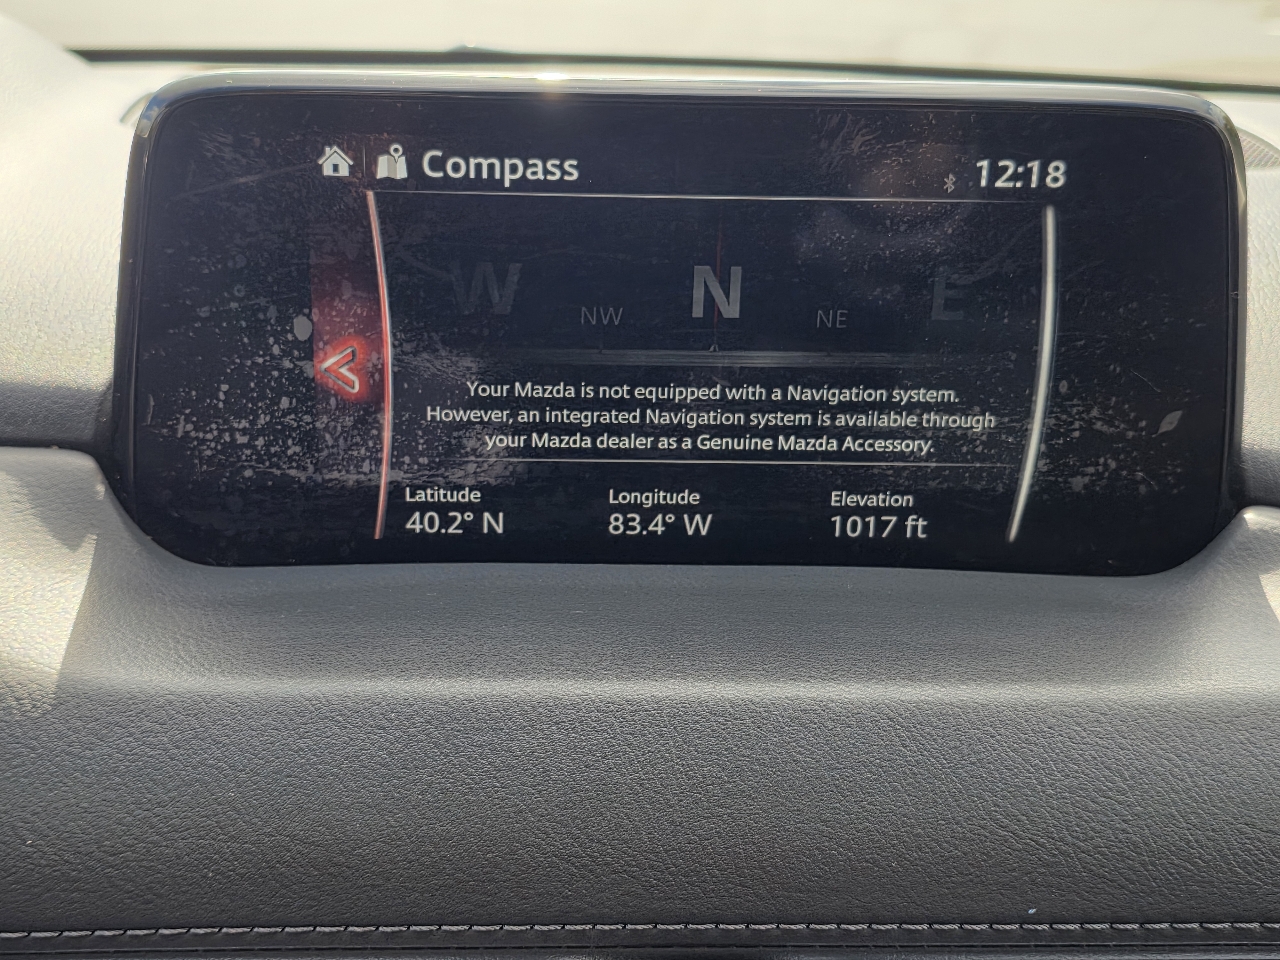 Compass
12:18
W NW N NE E
Your Mazda is not equipped with a Navigation system.
However, an integrated Navigation system is available through
your Mazda dealer as a Genuine Mazda Accessory.
Latitude Longitude Elevation
40.2° N 83.4° W 1017 ft